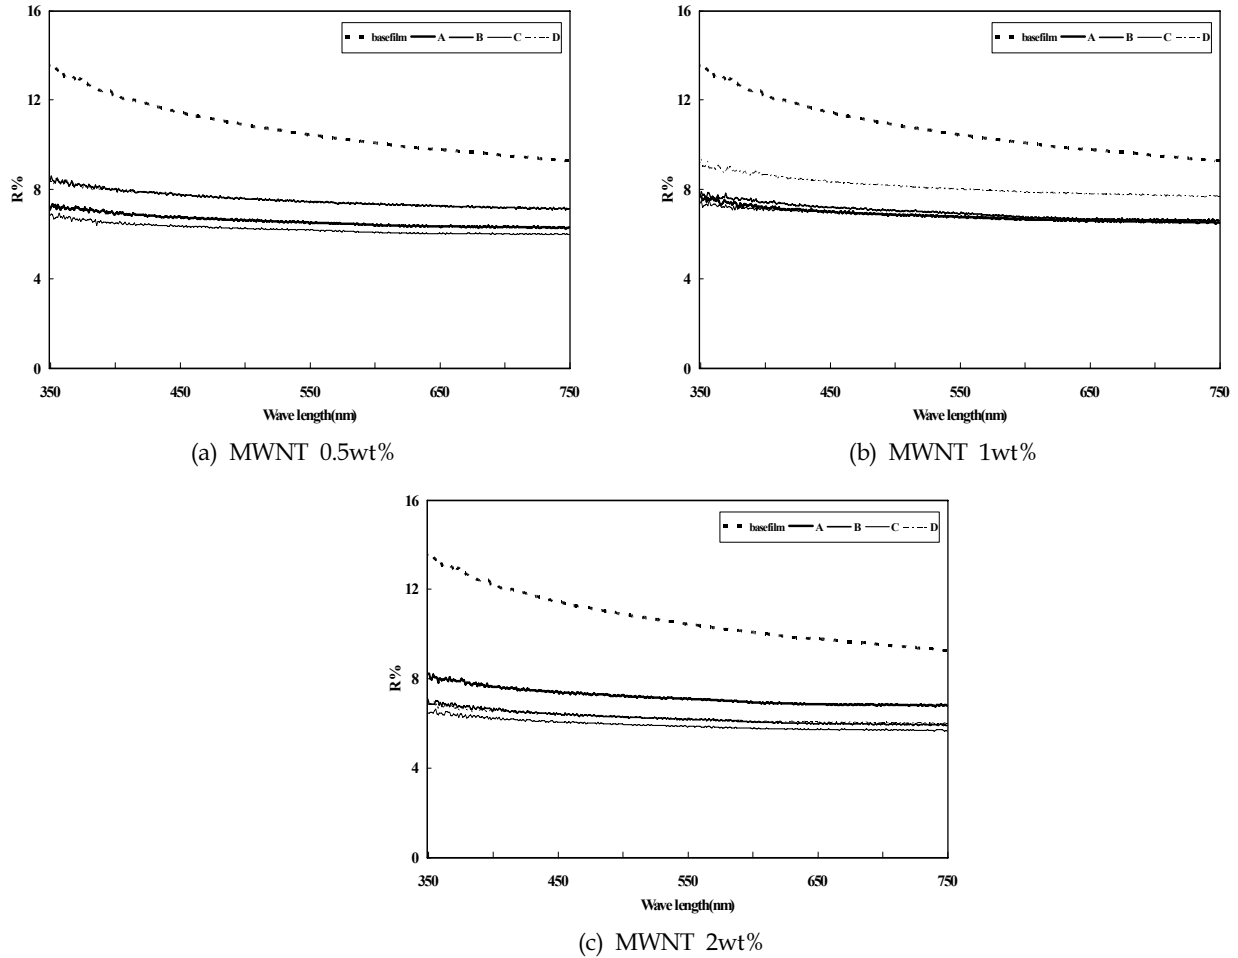 16
12
8
4
0
R%
basefilm A B C D
350 450 550 650 750
Wave length(nm)
(a) MWNT 0.5wt%
16
12
8
4
0
R%
basefilm A B C D
350 450 550 650 750
Wave length(nm)
(b) MWNT 1wt%
16
12
8
4
0
R%
basefilm A B C D
350 450 550 650 750
Wave length(nm)
(c) MWNT 2wt%